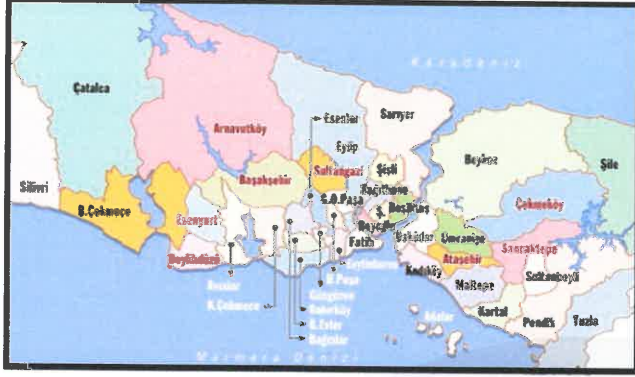 Karadeniz
Çatalca
Arnavutköy
Esenler
Sarıyer
Eyüp
Beykoz
Şile
Sultangazi
Şişli
Silivri
Başakşehir
Kağıthane
B.Çekmece
G.O.Paşa
Beşiktaş
Çekmeköy
Esenyurt
Ş.
Beyoğlu
Ümraniye
Üsküdar
Fatih
Sancaktepe
Beylikdüzü
Ataşehir
Zeytinburnu
Kadıköy
Sultanbeyli
Avcılar
B.Paşa
Maltepe
K.Çekmece
Güngören
Bakırköy
Adalar
Kartal
Pendik
Tuzla
B.Evler
Bağcılar
Marmara Denizi